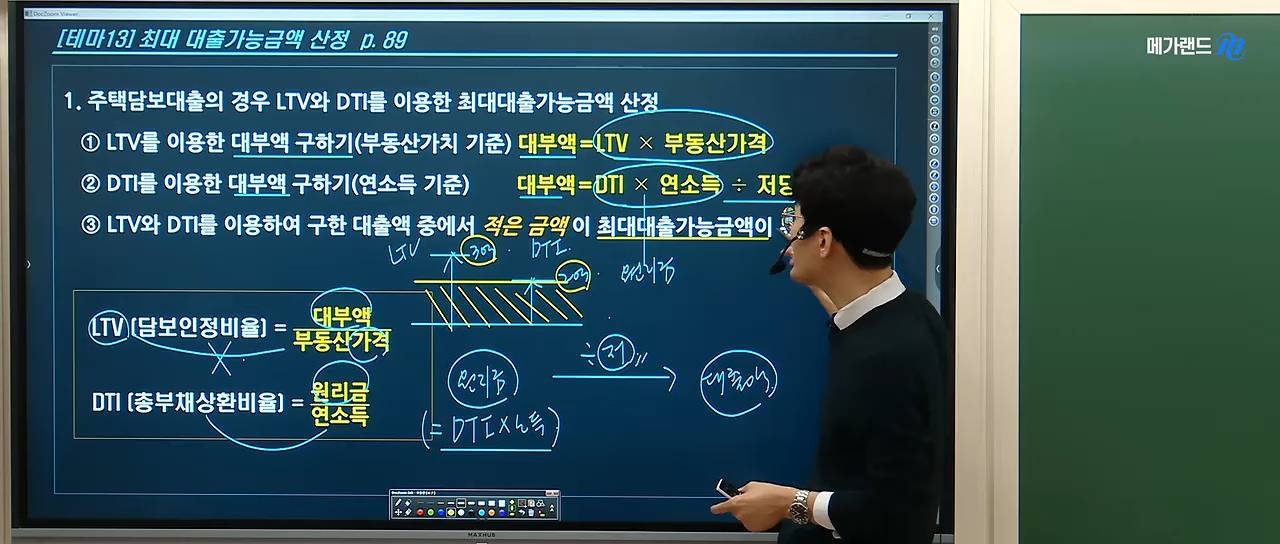 DocZoom Viewer
[테마13] 최대 대출가능금액 산정 p. 89
메가랜드
1. 주택담보대출의 경우 LTV와 DTI를 이용한 최대대출가능금액 산정
① LTV를 이용한 대부액 구하기(부동산가치 기준) 대부액=LTV × 부동산가격
② DTI를 이용한 대부액 구하기(연소득 기준) 대부액=DTI × 연소득 ÷ 저당
③ LTV와 DTI를 이용하여 구한 대출액 중에서 적은 금액이 최대대출가능금액이
LTV 3억 DTI
2억 원리금
LTV (담보인정비율) = 대부액
부동산가격
원리금 저 대출액
DTI (총부채상환비율) = 원리금
연소득
(= DTI × 소득)
MAXHUB